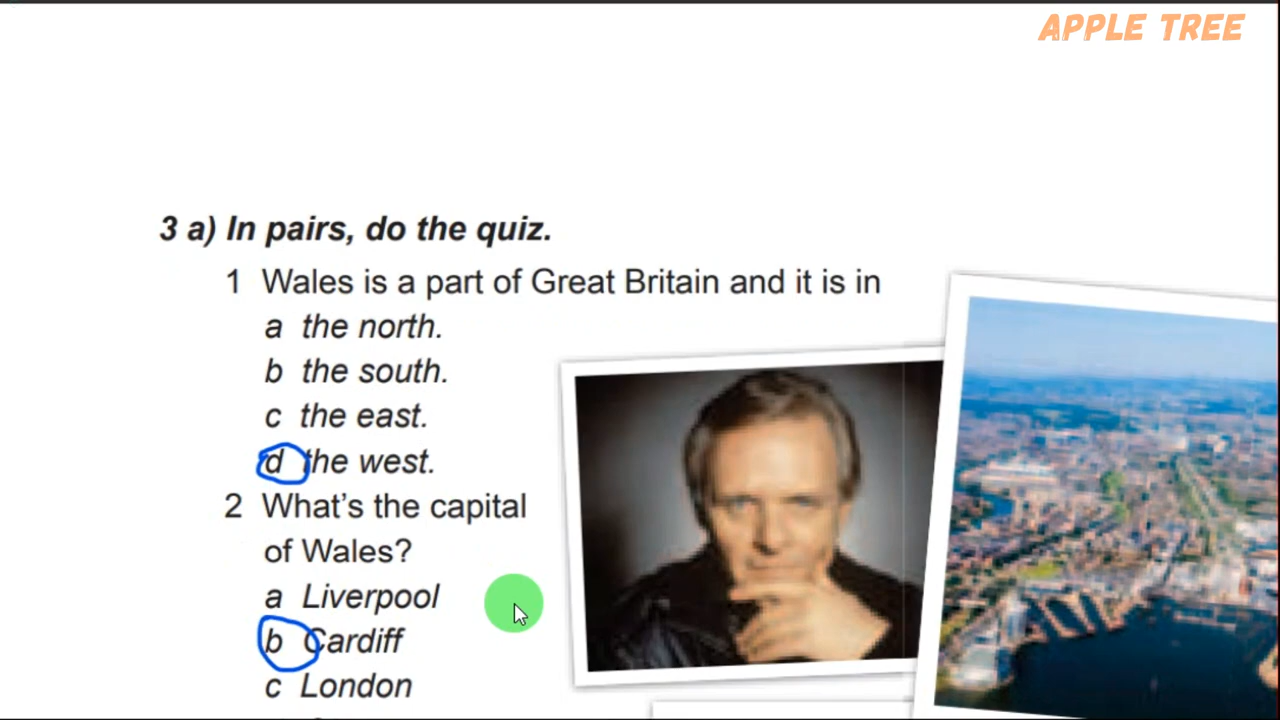 APPLE TREE
3 a) In pairs, do the quiz.
1 Wales is a part of Great Britain and it is in
a the north.
b the south.
c the east.
d the west.
2 What's the capital
of Wales?
a Liverpool
b Cardiff
c London